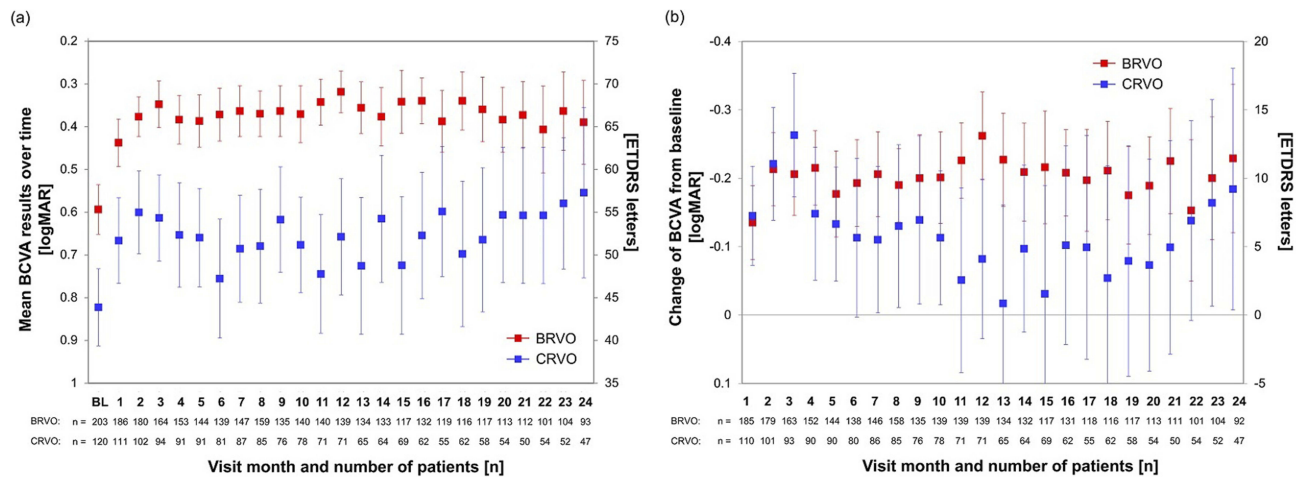 (a)
Mean BCVA results over time
[logMAR]
0.2
0.3
0.4
0.5
0.6
0.7
0.8
0.9
1
75
70
65
60
55
50
45
40
35
[ETDRS letters]
BRVO
CRVO
BL 1 2 3 4 5 6 7 8 9 10 11 12 13 14 15 16 17 18 19 20 21 22 23 24
BRVO: n = 203 186 180 164 153 144 139 147 159 135 140 140 139 134 133 117 132 119 116 117 113 112 101 104 93
CRVO: n = 120 111 102 94 91 91 81 87 85 76 78 71 71 65 64 69 62 55 62 58 54 50 54 52 47
Visit month and number of patients [n]
(b)
Change of BCVA from baseline
[logMAR]
-0.4
-0.3
-0.2
-0.1
0
0.1
20
15
10
5
0
-5
[ETDRS letters]
BRVO
CRVO
1 2 3 4 5 6 7 8 9 10 11 12 13 14 15 16 17 18 19 20 21 22 23 24
BRVO: n = 185 179 163 152 144 138 146 158 135 139 139 139 134 132 117 131 118 116 117 113 111 101 104 92
CRVO: n = 110 101 93 90 90 80 86 85 76 78 71 71 65 64 69 62 55 62 58 54 50 54 52 47
Visit month and number of patients [n]